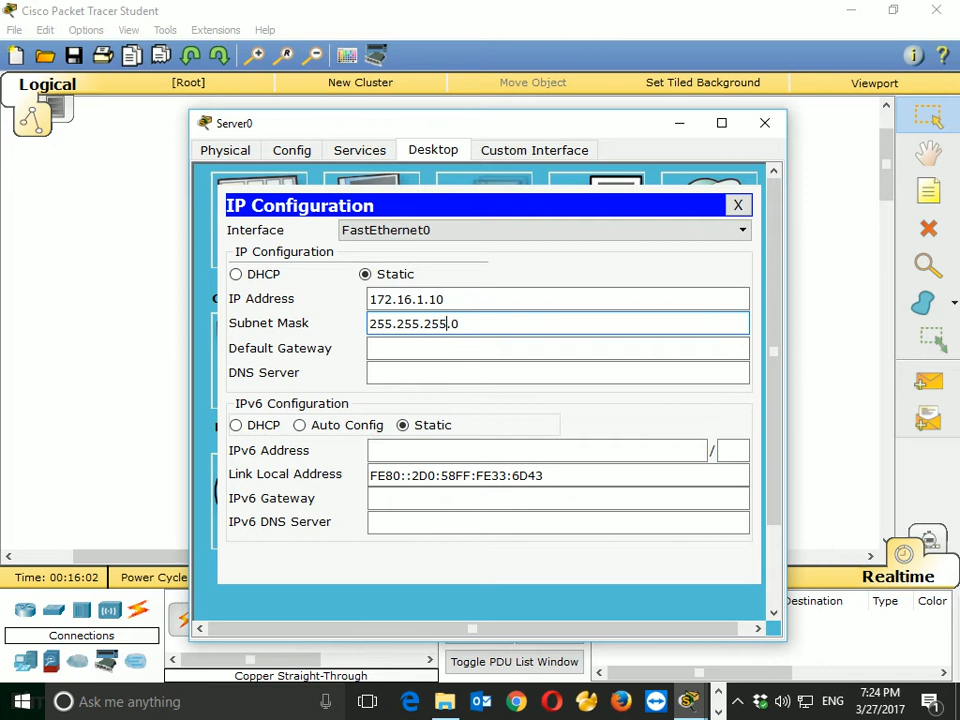 Cisco Packet Tracer Student
File Edit Options View Tools Extensions Help
Logical [Root] New Cluster Move Object Set Tiled Background Viewport
Server0
Physical Config Services Desktop Custom Interface
IP Configuration X
Interface FastEthernet0
IP Configuration
DHCP Static
IP Address 172.16.1.10
Subnet Mask 255.255.255.0
Default Gateway
DNS Server
IPv6 Configuration
DHCP Auto Config Static
IPv6 Address /
Link Local Address FE80::2D0:58FF:FE33:6D43
IPv6 Gateway
IPv6 DNS Server
Time: 00:16:02 Power Cycle Realtime
Destination Type Color
Connections
Toggle PDU List Window
Copper Straight-Through
Ask me anything
ENG
7:24 PM
3/27/2017
1